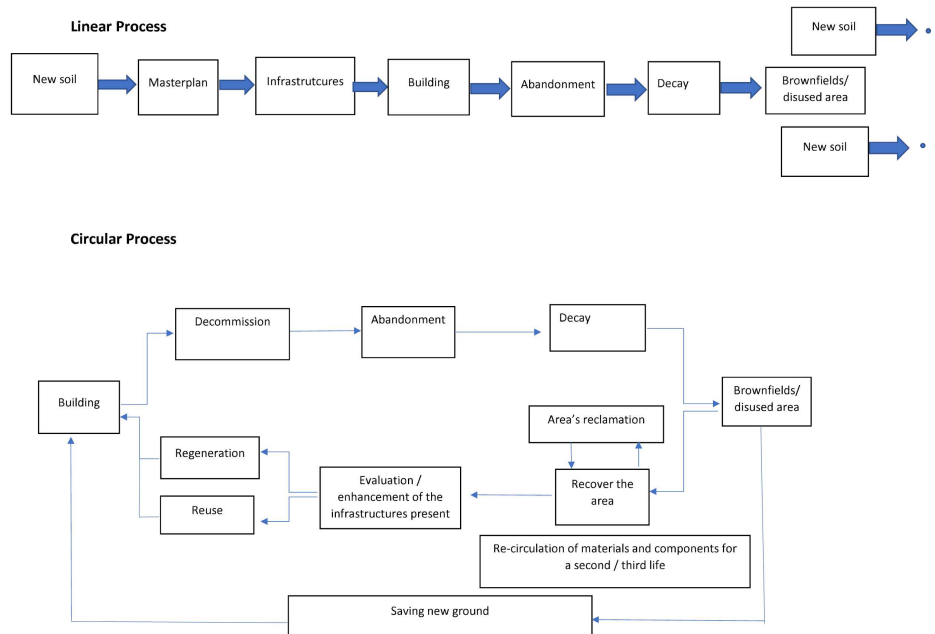 Linear Process
New soil
New soil
Masterplan
Infrastrutcures
Building
Abandonment
Decay
Brownfields/
disused area
New soil
Circular Process
Decommission
Abandonment
Decay
Building
Brownfields/
disused area
Area's reclamation
Regeneration
Evaluation /
enhancement of the
infrastructures present
Recover the
area
Reuse
Re-circulation of materials and components for
a second / third life
Saving new ground